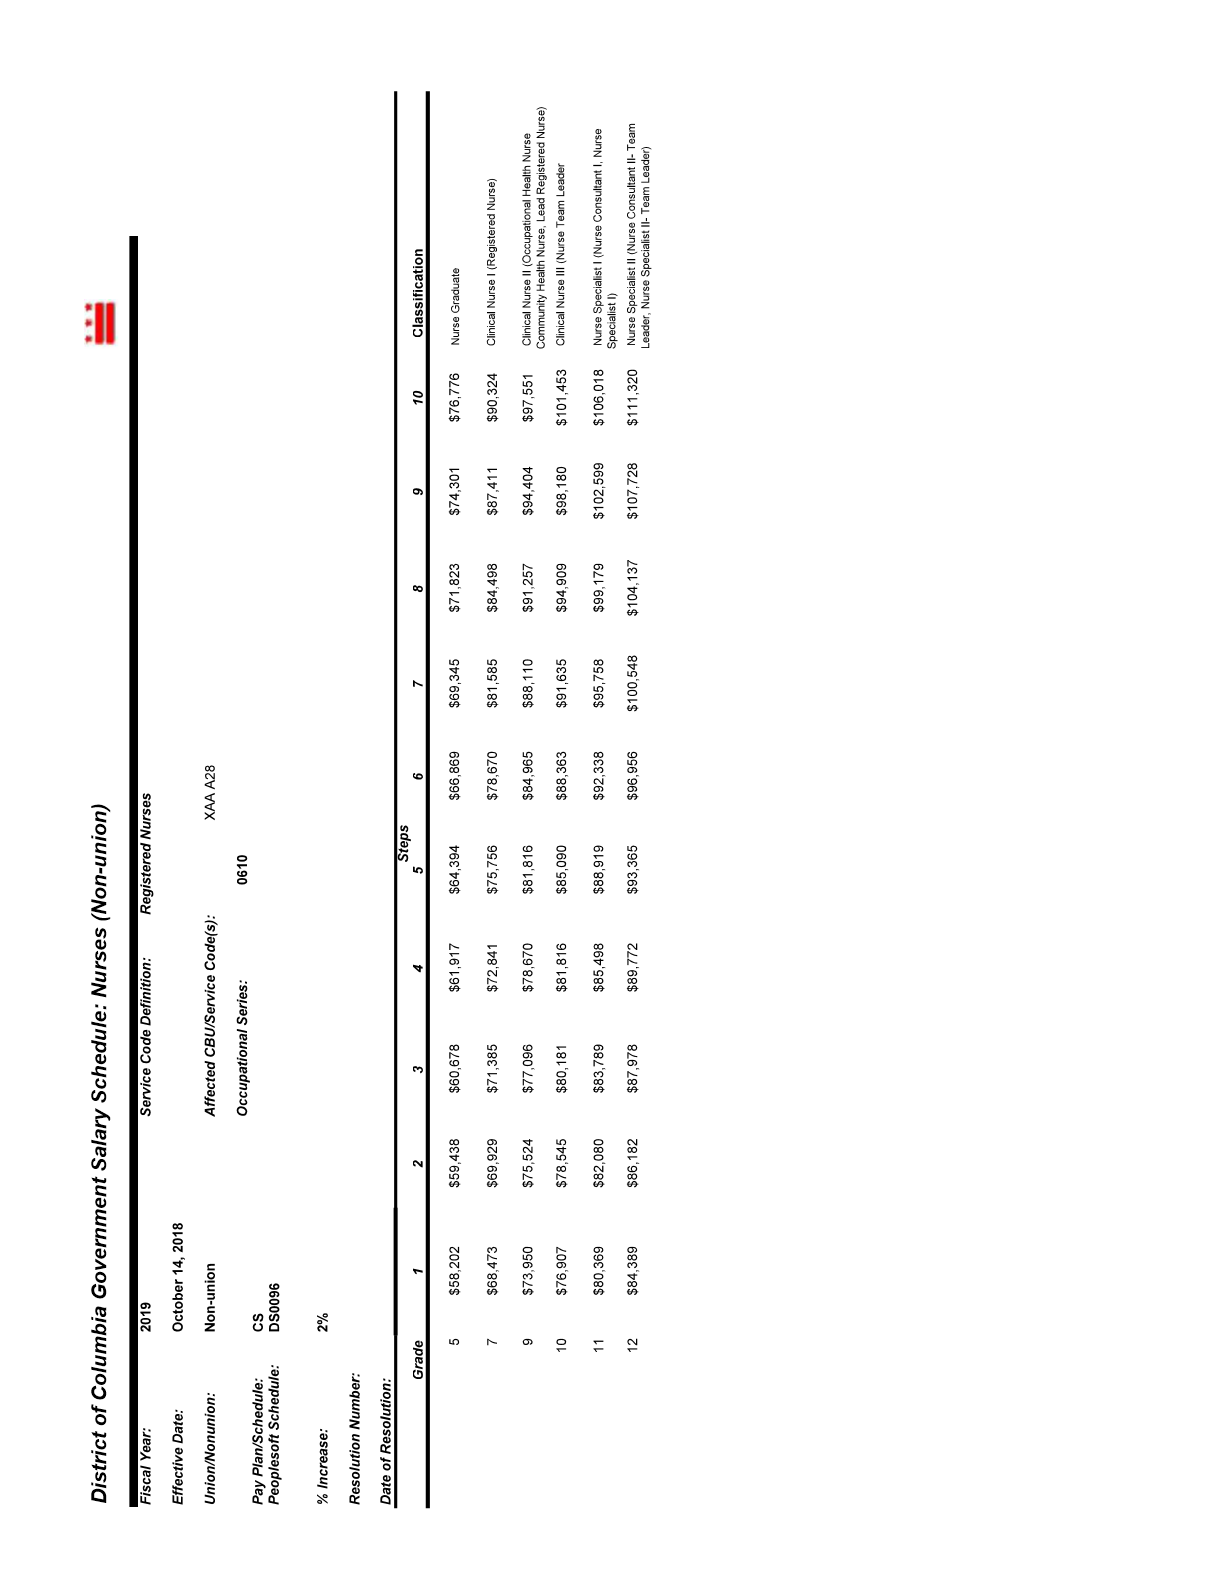 District of Columbia Government Salary Schedule: Nurses (Non-union)
Fiscal Year: 2019 Service Code Definition: Registered Nurses
Effective Date: October 14, 2018
Union/Nonunion: Non-union Affected CBU/Service Code(s): XAA A28
Occupational Series: 0610
Pay Plan/Schedule: CS
Peoplesoft Schedule: DS0096
% Increase: 2%
Resolution Number:
Date of Resolution:
Steps
Grade 1 2 3 4 5 6 7 8 9 10 Classification
5 $58,202 $59,438 $60,678 $61,917 $64,394 $66,869 $69,345 $71,823 $74,301 $76,776 Nurse Graduate
7 $68,473 $69,929 $71,385 $72,841 $75,756 $78,670 $81,585 $84,498 $87,411 $90,324 Clinical Nurse I (Registered Nurse)
9 $73,950 $75,524 $77,096 $78,670 $81,816 $84,965 $88,110 $91,257 $94,404 $97,551 Clinical Nurse II (Occupational Health Nurse
Community Health Nurse, Lead Registered Nurse)
10 $76,907 $78,545 $80,181 $81,816 $85,090 $88,363 $91,635 $94,909 $98,180 $101,453 Clinical Nurse III (Nurse Team Leader
11 $80,369 $82,080 $83,789 $85,498 $88,919 $92,338 $95,758 $99,179 $102,599 $106,018 Nurse Specialist I (Nurse Consultant I, Nurse
Specialist I)
12 $84,389 $86,182 $87,978 $89,772 $93,365 $96,956 $100,548 $104,137 $107,728 $111,320 Nurse Specialist II (Nurse Consultant II- Team
Leader, Nurse Specialist II- Team Leader)